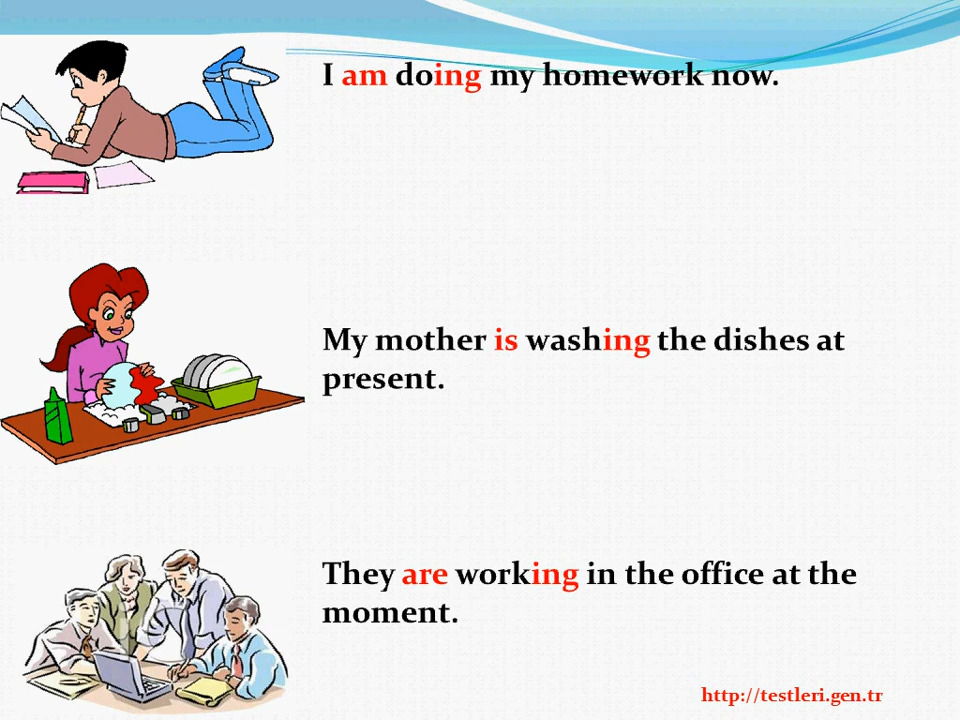 I am doing my homework now.
My mother is washing the dishes at
present.
They are working in the office at the
moment.
http://testleri.gen.tr